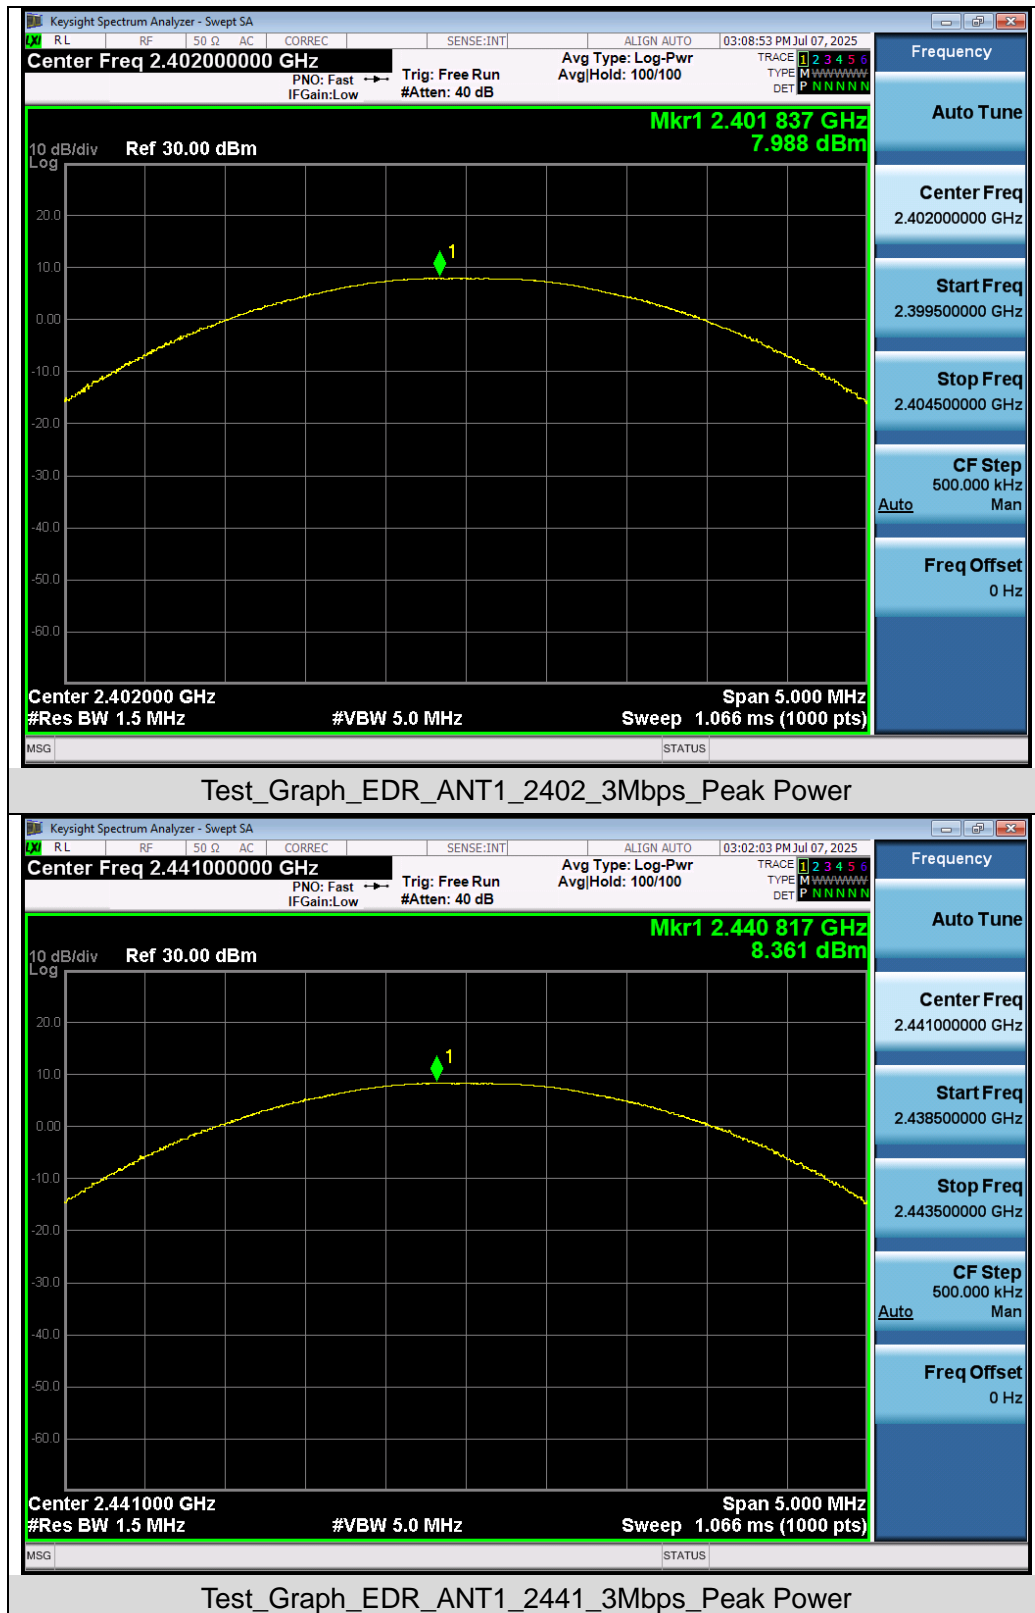 Keysight Spectrum Analyzer - Swept SA
LXI RL RF 50 Ω AC CORREC SENSE:INT ALIGN AUTO 03:08:53 PM Jul 07, 2025
Center Freq 2.402000000 GHz
PNO: Fast
IFGain:Low
Trig: Free Run
#Atten: 40 dB
Avg Type: Log-Pwr
Avg|Hold: 100/100
TRACE 1 2 3 4 5 6
TYPE M WWWWW
DET P N N N N N
Mkr1 2.401 837 GHz
7.988 dBm
10 dB/div Ref 30.00 dBm
Log
20.0
1
10.0
0.00
-10.0
-20.0
-30.0
-40.0
-50.0
-60.0
Center 2.402000 GHz Span 5.000 MHz
#Res BW 1.5 MHz #VBW 5.0 MHz Sweep 1.066 ms (1000 pts)
MSG STATUS
Frequency
Auto Tune
Center Freq
2.402000000 GHz
Start Freq
2.399500000 GHz
Stop Freq
2.404500000 GHz
CF Step
500.000 kHz
Auto Man
Freq Offset
0 Hz
Test_Graph_EDR_ANT1_2402_3Mbps_Peak Power
Keysight Spectrum Analyzer - Swept SA
LXI RL RF 50 Ω AC CORREC SENSE:INT ALIGN AUTO 03:02:03 PM Jul 07, 2025
Center Freq 2.441000000 GHz
PNO: Fast
IFGain:Low
Trig: Free Run
#Atten: 40 dB
Avg Type: Log-Pwr
Avg|Hold: 100/100
TRACE 1 2 3 4 5 6
TYPE M WWWWW
DET P N N N N N
Mkr1 2.440 817 GHz
8.361 dBm
10 dB/div Ref 30.00 dBm
Log
20.0
1
10.0
0.00
-10.0
-20.0
-30.0
-40.0
-50.0
-60.0
Center 2.441000 GHz Span 5.000 MHz
#Res BW 1.5 MHz #VBW 5.0 MHz Sweep 1.066 ms (1000 pts)
MSG STATUS
Frequency
Auto Tune
Center Freq
2.441000000 GHz
Start Freq
2.438500000 GHz
Stop Freq
2.443500000 GHz
CF Step
500.000 kHz
Auto Man
Freq Offset
0 Hz
Test_Graph_EDR_ANT1_2441_3Mbps_Peak Power